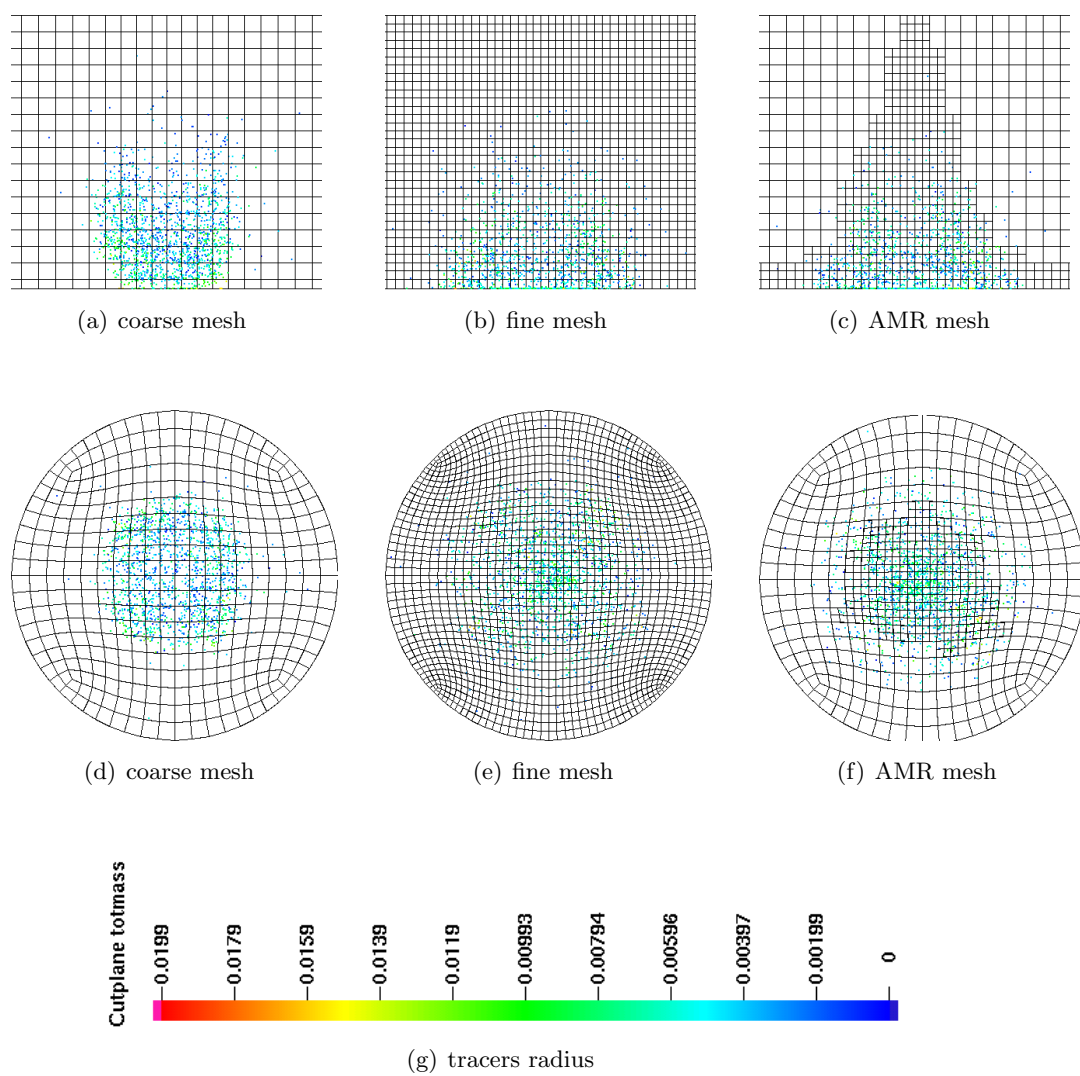 (a) coarse mesh
(b) fine mesh
(c) AMR mesh
(d) coarse mesh
(e) fine mesh
(f) AMR mesh
Cutplane totmass
0.0199
0.0179
0.0159
0.0139
0.0119
0.00993
0.00794
0.00596
0.00397
0.00199
0
(g) tracers radius